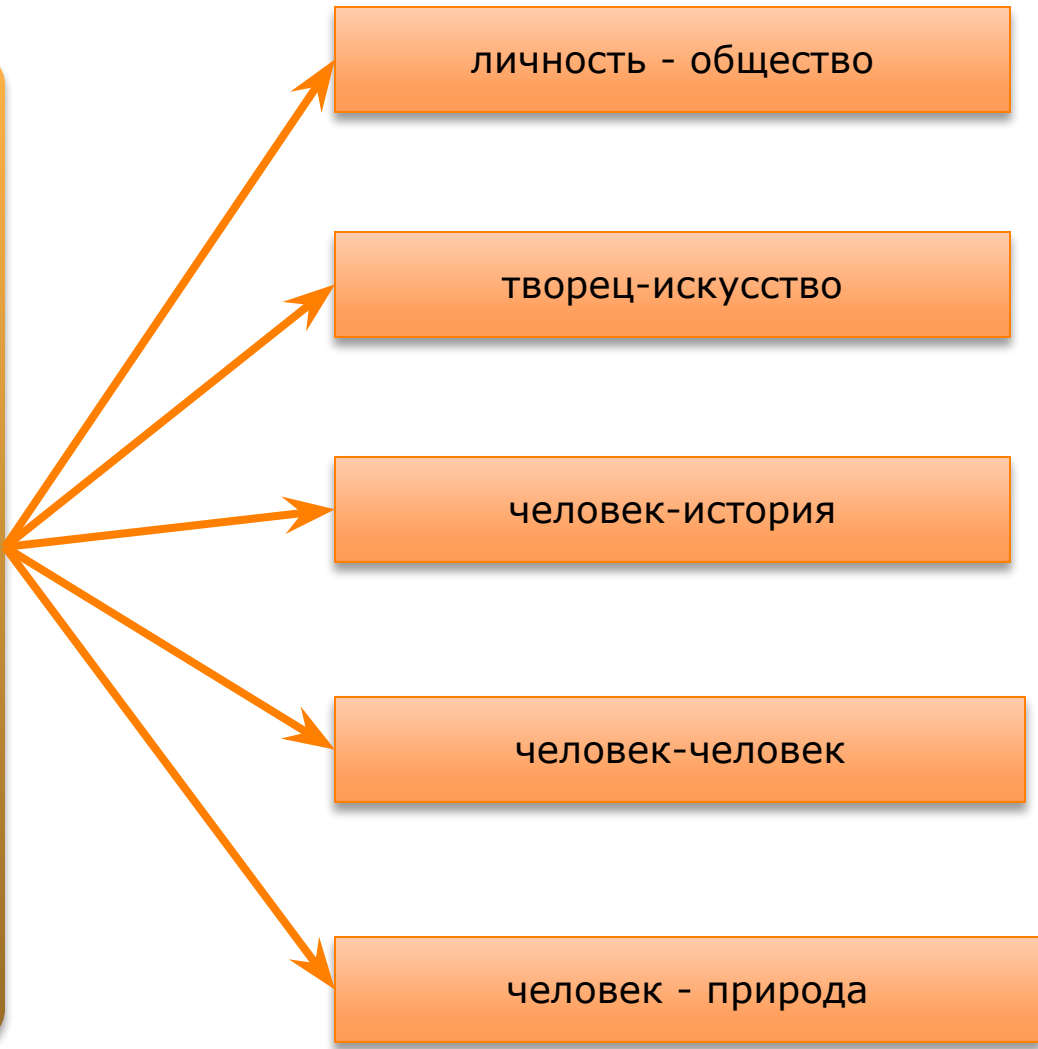 личность - общество
творец-искусство
человек-история
человек-человек
человек - природа